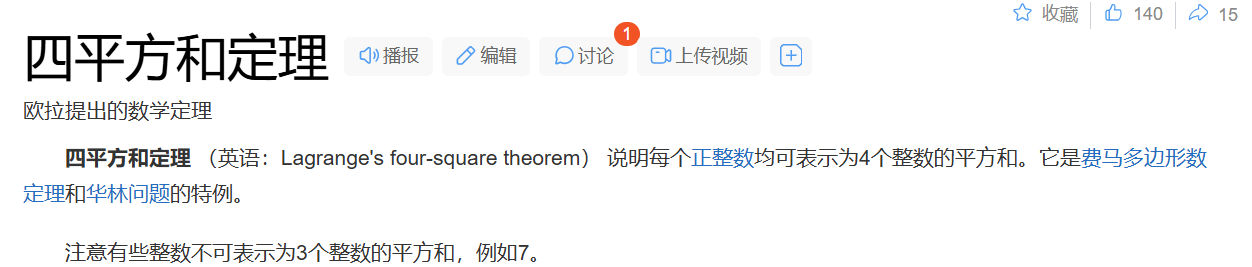 收藏 140 15
四平方和定理 播报 编辑 讨论 1 上传视频
欧拉提出的数学定理
四平方和定理 （英语：Lagrange's four-square theorem） 说明每个正整数均可表示为4个整数的平方和。它是费马多边形数
定理和华林问题的特例。
注意有些整数不可表示为3个整数的平方和，例如7。